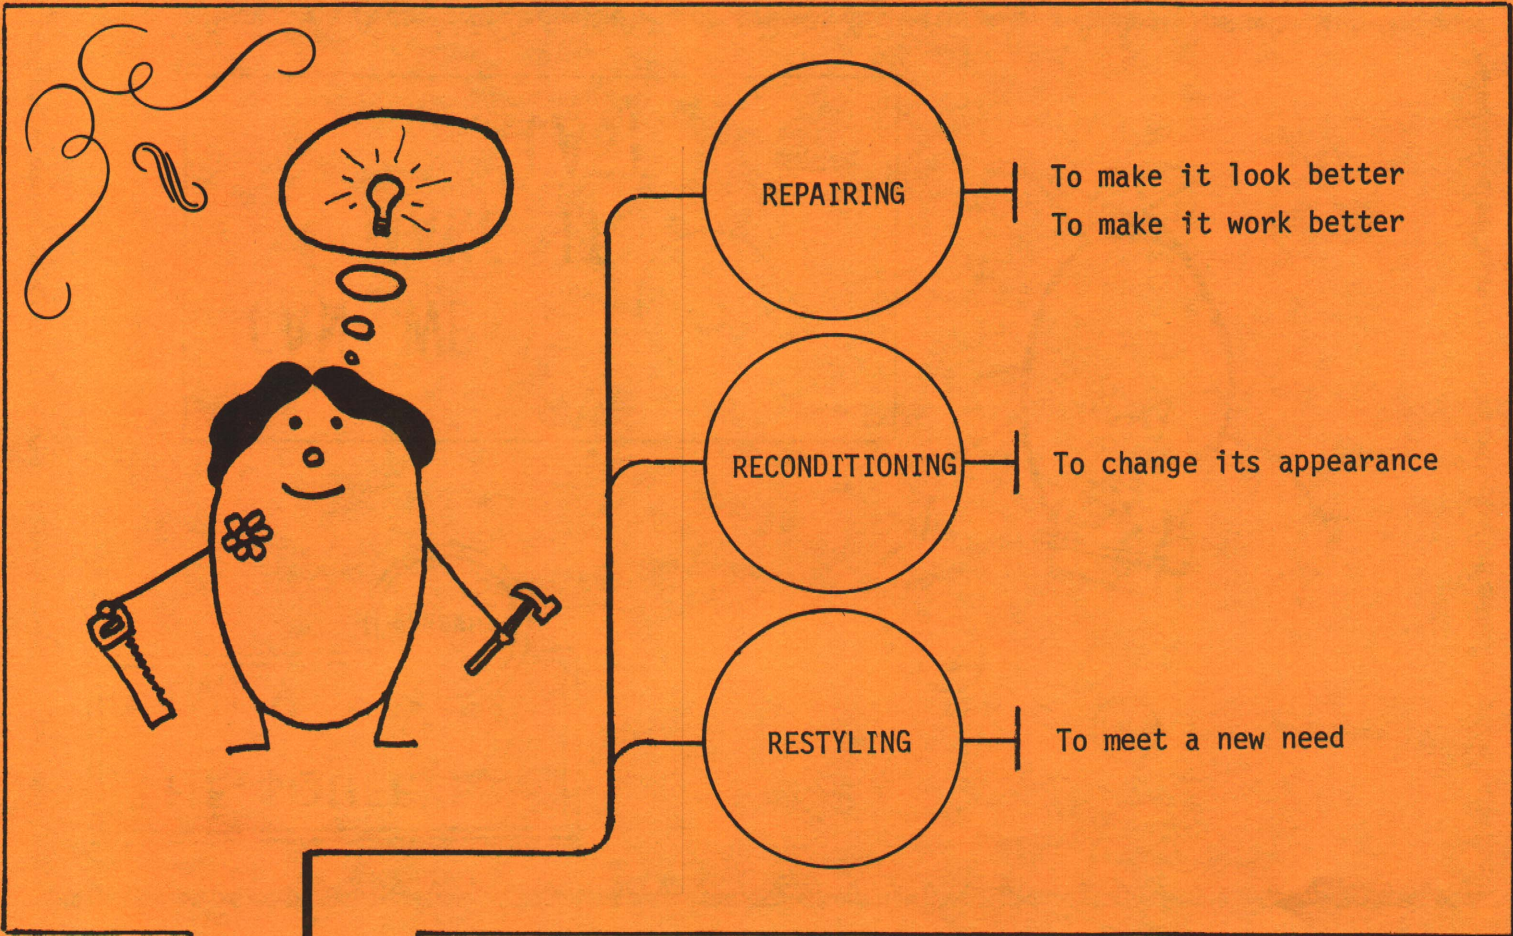 REPAIRING
To make it look better
To make it work better
RECONDITIONING
To change its appearance
RESTYLING
To meet a new need